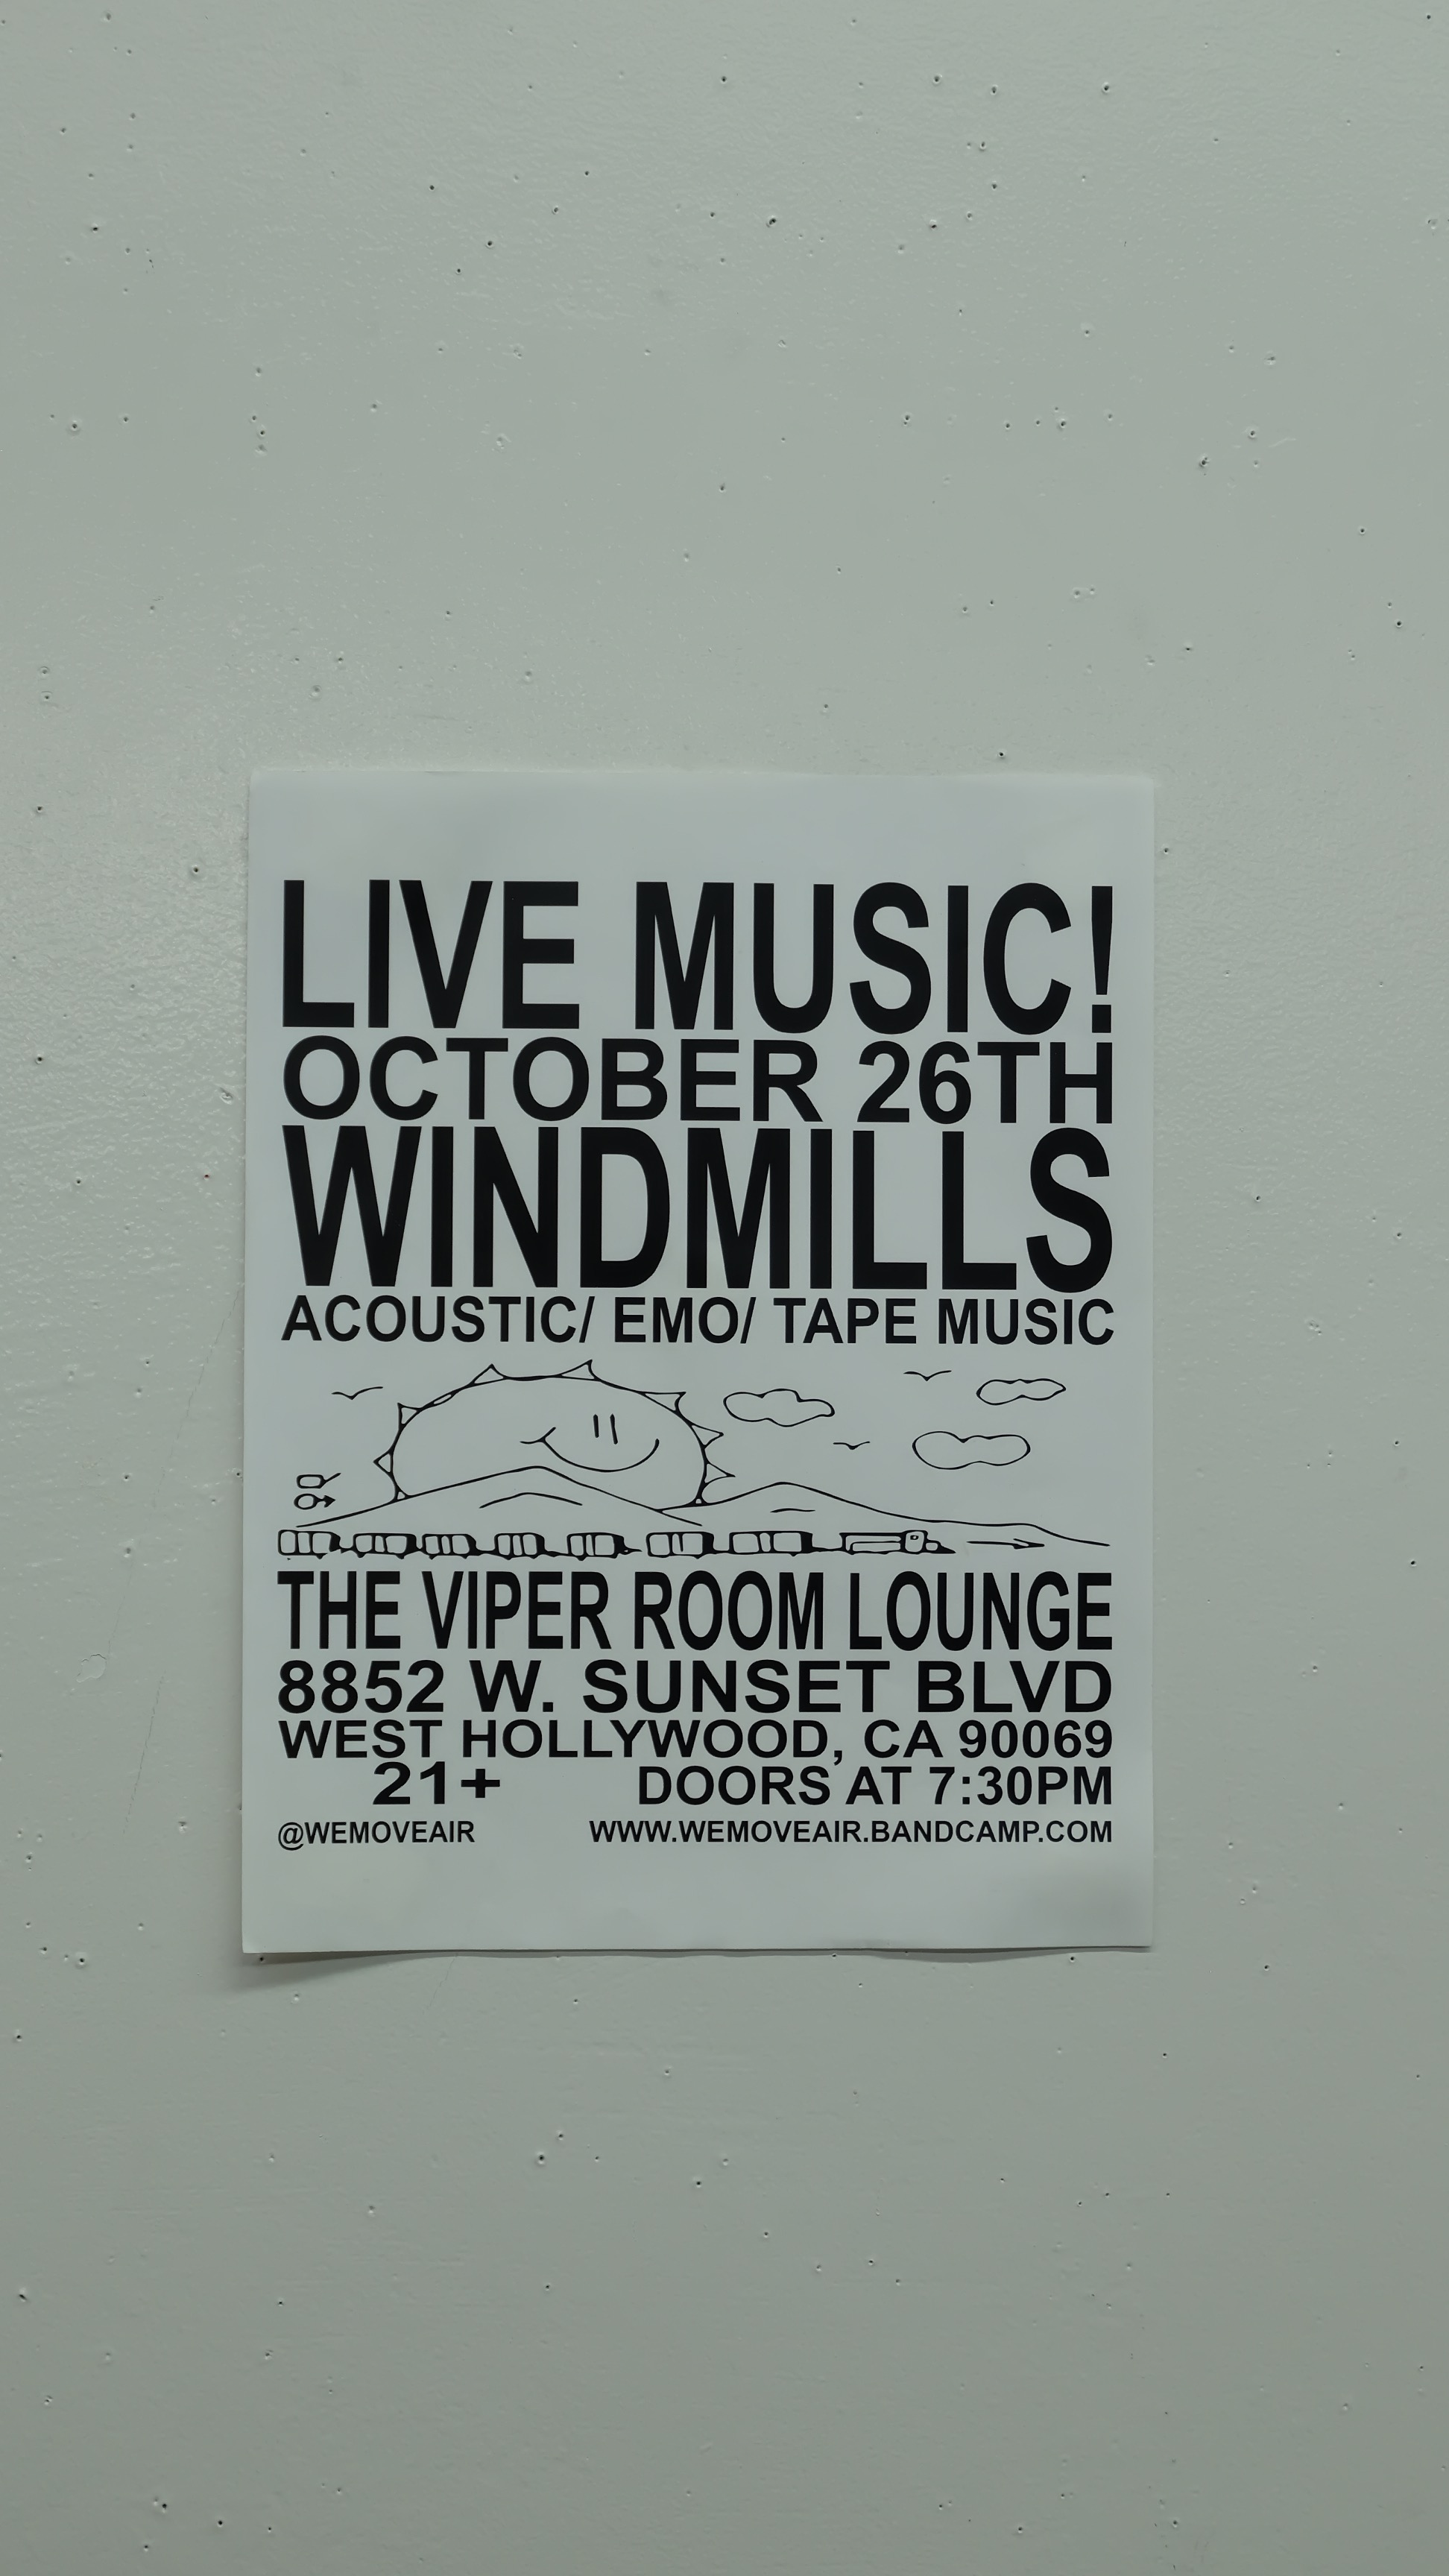 LIVE MUSIC!
OCTOBER 26TH
WINDMILLS
ACOUSTIC/ EMO/ TAPE MUSIC
THE VIPER ROOM LOUNGE
8852 W. SUNSET BLVD
WEST HOLLYWOOD, CA 90069
21+ DOORS AT 7:30PM
@WEMOVEAIR WWW.WEMOVEAIR.BANDCAMP.COM